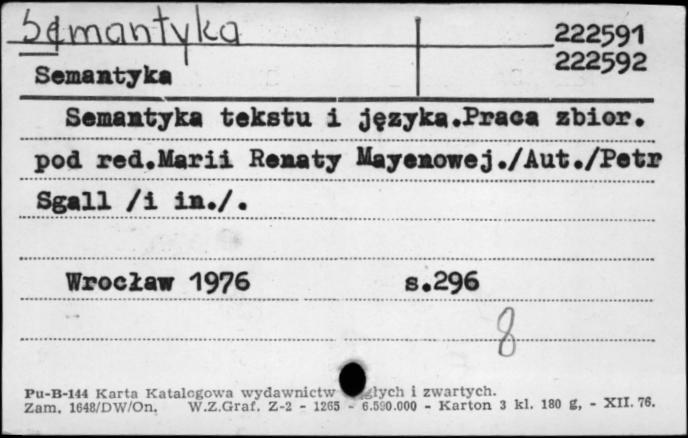 Semantyka
222591
Semantyka
222592
Semantyka tekstu i języka.Praca zbior.
pod red.Marii Renaty Mayenowej./Aut./Petr
Sgall /i in./.
Wrocław 1976 s.296
8
Pu-B-144 Karta Katalogowa wydawnictw i zwartych.
Zam. 1648/DW/On. W.Z.Graf. Z-2 - 1265 - 6.590.000 - Karton 3 kl. 180 g, - XII. 76.